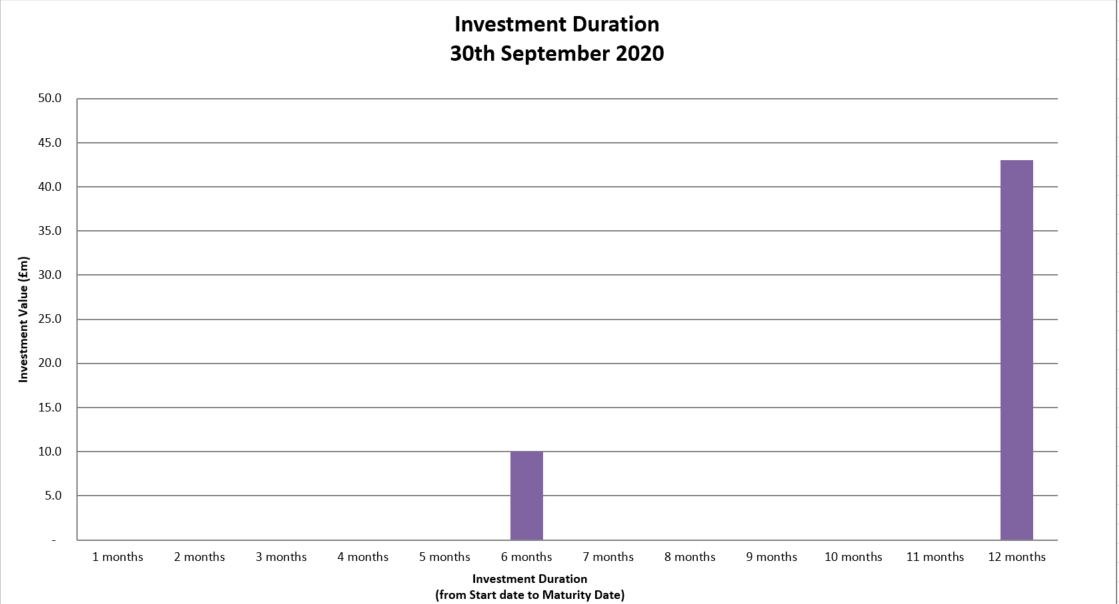 Investment Duration
30th September 2020
50.0
45.0
40.0
35.0
30.0
25.0
20.0
15.0
10.0
5.0
-
Investment Value (£m)
1 months 2 months 3 months 4 months 5 months 6 months 7 months 8 months 9 months 10 months 11 months 12 months
Investment Duration
(from Start date to Maturity Date)